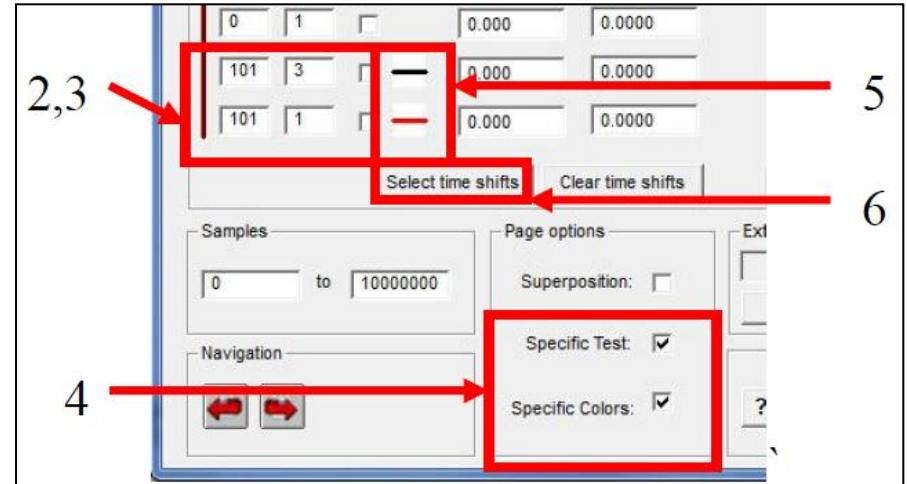 0 1 0.000 0.0000
2,3 101 3 0.000 0.0000 5
101 1 0.000 0.0000
Select time shifts Clear time shifts
6
Samples Page options Ext
0 to 10000000 Superposition:
Navigation Specific Test:
4 Specific Colors: ?
`